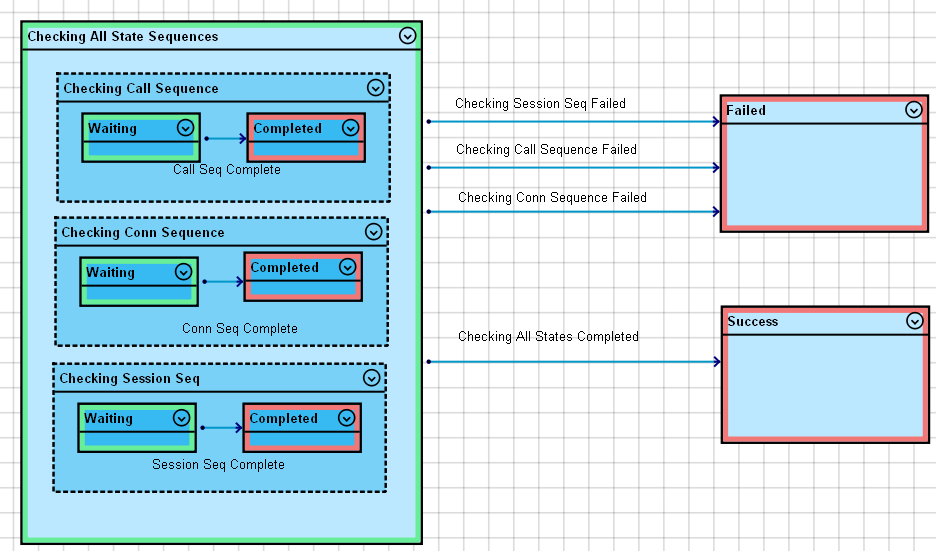 Checking All State Sequences
Checking Call Sequence
Waiting
Completed
Call Seq Complete
Checking Conn Sequence
Waiting
Completed
Conn Seq Complete
Checking Session Seq
Waiting
Completed
Session Seq Complete
Checking Session Seq Failed
Checking Call Sequence Failed
Checking Conn Sequence Failed
Checking All States Completed
Failed
Success